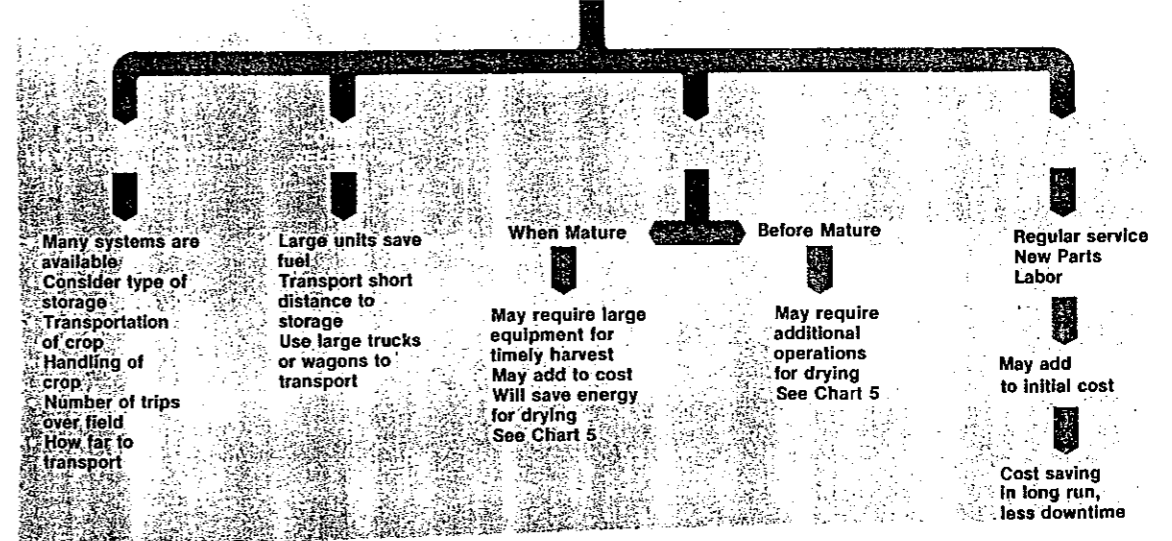 Many systems are
available
Consider type of
storage
Transportation
of crop
Handling of
crop
Number of trips
over field
How far to
transport
Large units save
fuel
Transport short
distance to
storage
Use large trucks
or wagons to
transport
When Mature
May require large
equipment for
timely harvest
May add to cost
Will save energy
for drying
See Chart 5
Before Mature
May require
additional
operations
for drying
See Chart 5
Regular service
New Parts
Labor
May add
to initial cost
Cost saving
in long run,
less downtime